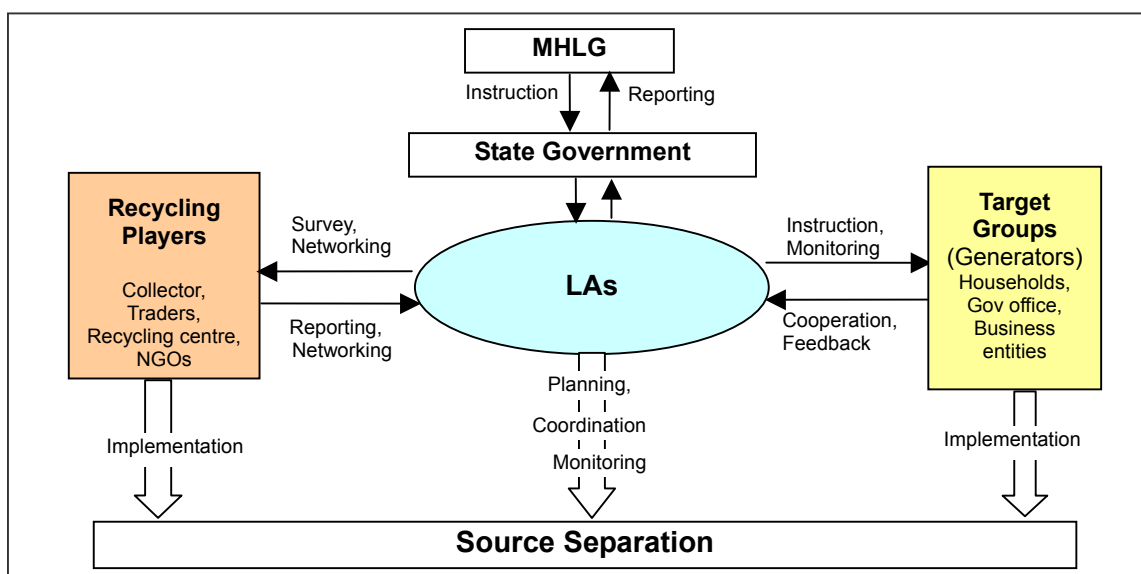 MHLG
Instruction
Reporting
State Government
Recycling
Players
Collector,
Traders,
Recycling centre,
NGOs
Survey,
Networking
Reporting,
Networking
LAs
Instruction,
Monitoring
Cooperation,
Feedback
Target
Groups
(Generators)
Households,
Gov office,
Business
entities
Implementation
Planning,
Coordination
Monitoring
Implementation
Source Separation